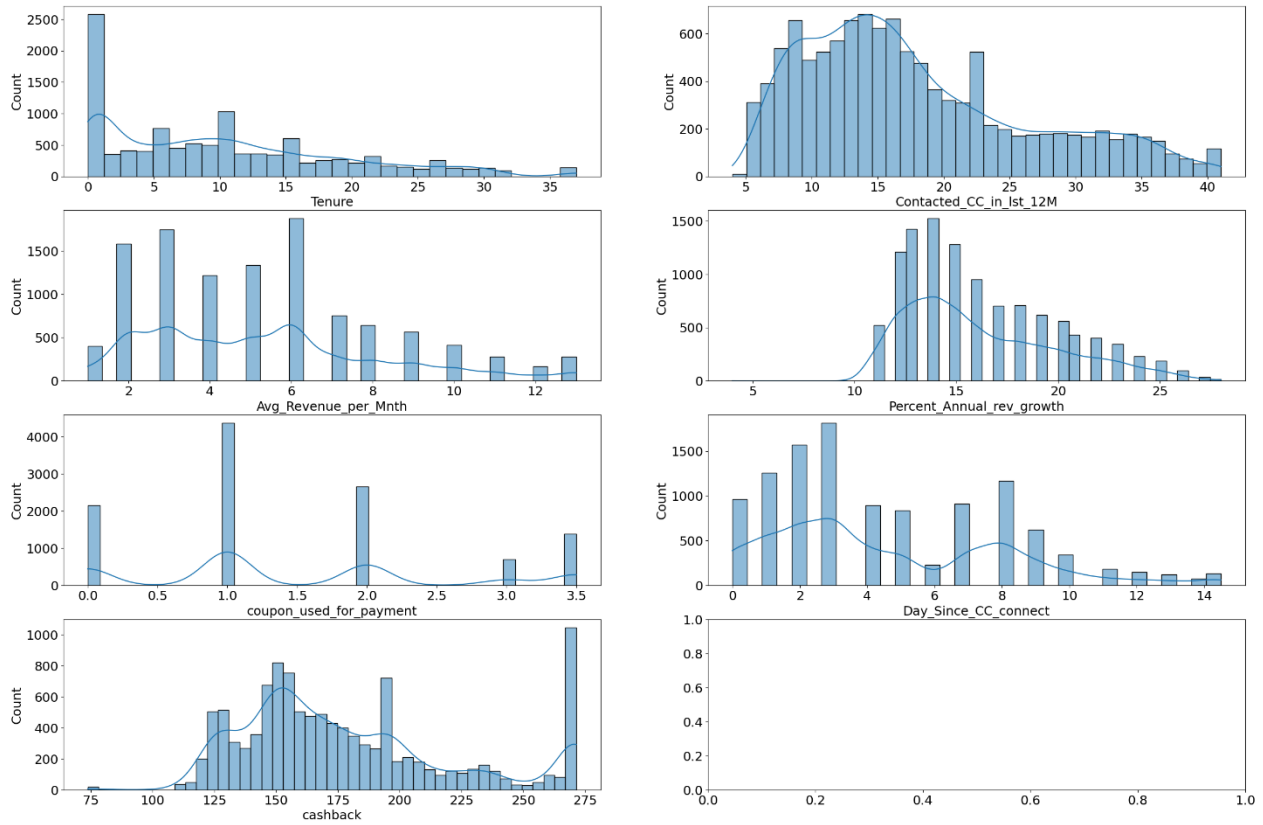 2500
2000
1500
1000
500
0
Count
0 5 10 15 20 25 30 35
Tenure
600
400
200
0
Count
5 10 15 20 25 30 35 40
Contacted_CC_in_lst_12M
1500
1000
500
0
Count
2 4 6 8 10 12
Avg_Revenue_per_Mnth
1500
1000
500
0
Count
5 10 15 20 25
Percent_Annual_rev_growth
4000
3000
2000
1000
0
Count
0.0 0.5 1.0 1.5 2.0 2.5 3.0 3.5
coupon_used_for_payment
1500
1000
500
0
Count
0 2 4 6 8 10 12 14
Day_Since_CC_connect
1000
800
600
400
200
0
Count
75 100 125 150 175 200 225 250 275
cashback
1.0
0.8
0.6
0.4
0.2
0.0
0.0 0.2 0.4 0.6 0.8 1.0